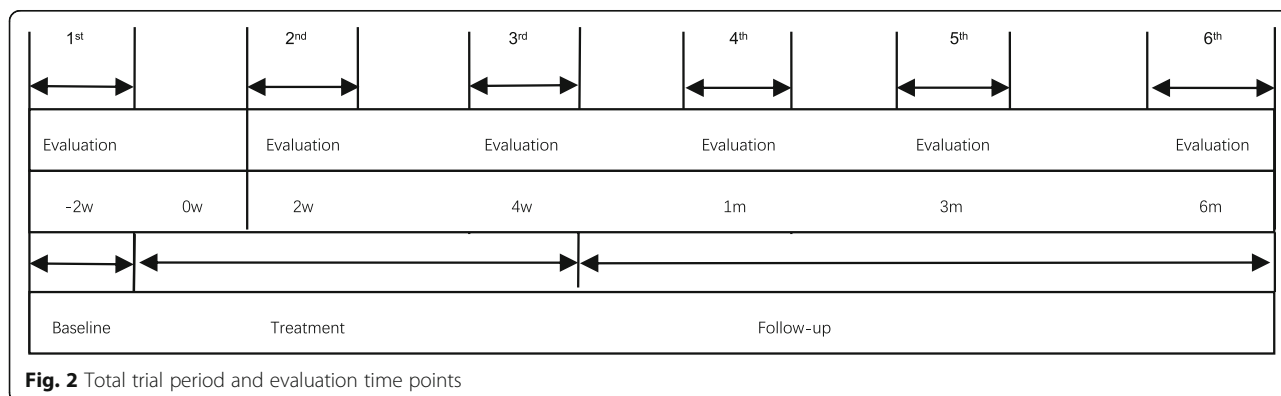 1st 2nd 3rd 4th 5th 6th
Evaluation Evaluation Evaluation Evaluation Evaluation Evaluation
-2w 0w 2w 4w 1m 3m 6m
Baseline Treatment Follow-up
Fig. 2 Total trial period and evaluation time points